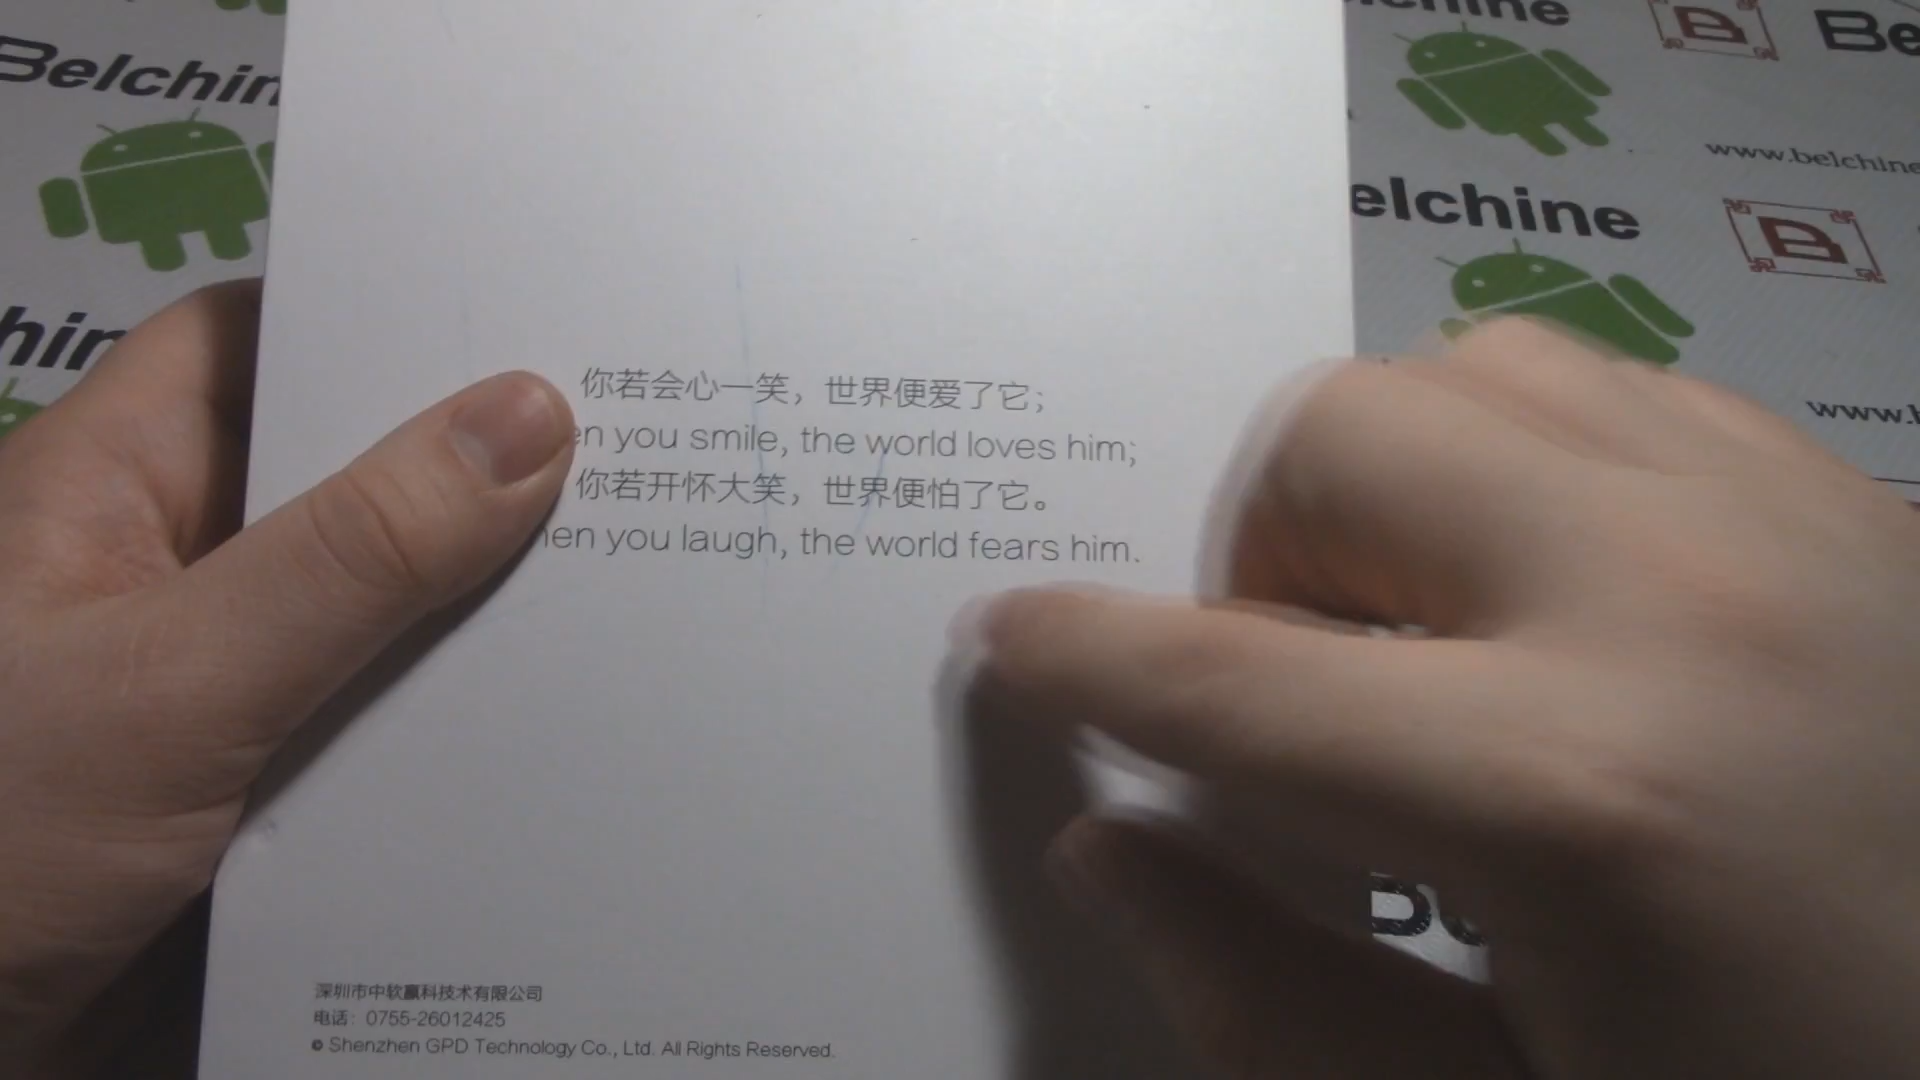 Belchin
elchine
www.belchine
elchine
hin
www.b
你若会心一笑，世界便爱了它；
en you smile, the world loves him;
你若开怀大笑，世界便怕了它。
hen you laugh, the world fears him.
深圳市中软赢科技术有限公司
电话：0755-26012425
© Shenzhen GPD Technology Co., Ltd. All Rights Reserved.